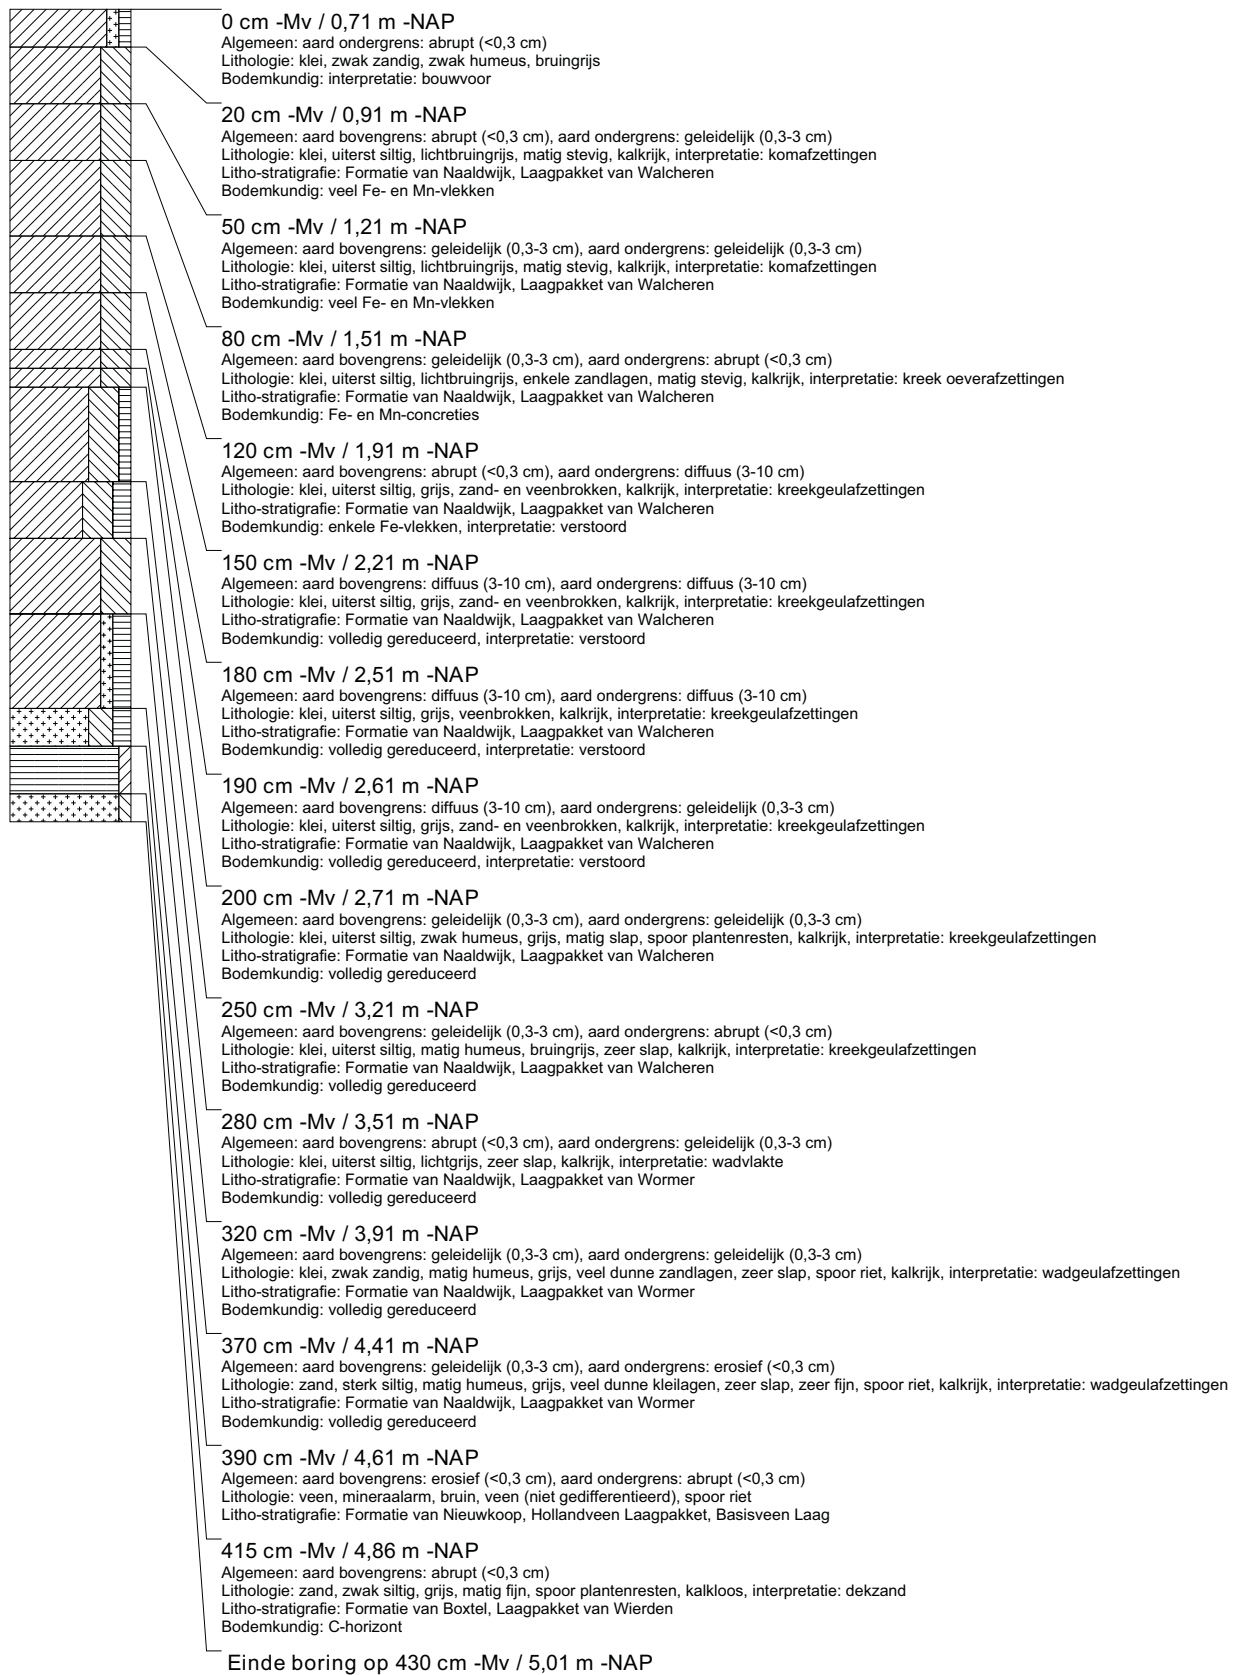 0 cm -Mv / 0,71 m -NAP
Algemeen: aard ondergrens: abrupt (<0,3 cm)
Lithologie: klei, zwak zandig, zwak humeus, bruingrijs
Bodemkundig: interpretatie: bouwvoor
20 cm -Mv / 0,91 m -NAP
Algemeen: aard bovengrens: abrupt (<0,3 cm), aard ondergrens: geleidelijk (0,3-3 cm)
Lithologie: klei, uiterst siltig, lichtbruingrijs, matig stevig, kalkrijk, interpretatie: komafzettingen
Litho-stratigrafie: Formatie van Naaldwijk, Laagpakket van Walcheren
Bodemkundig: veel Fe- en Mn-vlekken
50 cm -Mv / 1,21 m -NAP
Algemeen: aard bovengrens: geleidelijk (0,3-3 cm), aard ondergrens: geleidelijk (0,3-3 cm)
Lithologie: klei, uiterst siltig, lichtbruingrijs, matig stevig, kalkrijk, interpretatie: komafzettingen
Litho-stratigrafie: Formatie van Naaldwijk, Laagpakket van Walcheren
Bodemkundig: veel Fe- en Mn-vlekken
80 cm -Mv / 1,51 m -NAP
Algemeen: aard bovengrens: geleidelijk (0,3-3 cm), aard ondergrens: abrupt (<0,3 cm)
Lithologie: klei, uiterst siltig, lichtbruingrijs, enkele zandlagen, matig stevig, kalkrijk, interpretatie: kreek oeverafzettingen
Litho-stratigrafie: Formatie van Naaldwijk, Laagpakket van Walcheren
Bodemkundig: Fe- en Mn-concreties
120 cm -Mv / 1,91 m -NAP
Algemeen: aard bovengrens: abrupt (<0,3 cm), aard ondergrens: diffuus (3-10 cm)
Lithologie: klei, uiterst siltig, grijs, zand- en veenbrokken, kalkrijk, interpretatie: kreekgeulafzettingen
Litho-stratigrafie: Formatie van Naaldwijk, Laagpakket van Walcheren
Bodemkundig: enkele Fe-vlekken, interpretatie: verstoord
150 cm -Mv / 2,21 m -NAP
Algemeen: aard bovengrens: diffuus (3-10 cm), aard ondergrens: diffuus (3-10 cm)
Lithologie: klei, uiterst siltig, grijs, zand- en veenbrokken, kalkrijk, interpretatie: kreekgeulafzettingen
Litho-stratigrafie: Formatie van Naaldwijk, Laagpakket van Walcheren
Bodemkundig: volledig gereduceerd, interpretatie: verstoord
180 cm -Mv / 2,51 m -NAP
Algemeen: aard bovengrens: diffuus (3-10 cm), aard ondergrens: diffuus (3-10 cm)
Lithologie: klei, uiterst siltig, grijs, veenbrokken, kalkrijk, interpretatie: kreekgeulafzettingen
Litho-stratigrafie: Formatie van Naaldwijk, Laagpakket van Walcheren
Bodemkundig: volledig gereduceerd, interpretatie: verstoord
190 cm -Mv / 2,61 m -NAP
Algemeen: aard bovengrens: diffuus (3-10 cm), aard ondergrens: geleidelijk (0,3-3 cm)
Lithologie: klei, uiterst siltig, grijs, zand- en veenbrokken, kalkrijk, interpretatie: kreekgeulafzettingen
Litho-stratigrafie: Formatie van Naaldwijk, Laagpakket van Walcheren
Bodemkundig: volledig gereduceerd, interpretatie: verstoord
200 cm -Mv / 2,71 m -NAP
Algemeen: aard bovengrens: geleidelijk (0,3-3 cm), aard ondergrens: geleidelijk (0,3-3 cm)
Lithologie: klei, uiterst siltig, zwak humeus, grijs, matig slap, spoor plantenresten, kalkrijk, interpretatie: kreekgeulafzettingen
Litho-stratigrafie: Formatie van Naaldwijk, Laagpakket van Walcheren
Bodemkundig: volledig gereduceerd
250 cm -Mv / 3,21 m -NAP
Algemeen: aard bovengrens: geleidelijk (0,3-3 cm), aard ondergrens: abrupt (<0,3 cm)
Lithologie: klei, uiterst siltig, matig humeus, bruingrijs, zeer slap, kalkrijk, interpretatie: kreekgeulafzettingen
Litho-stratigrafie: Formatie van Naaldwijk, Laagpakket van Walcheren
Bodemkundig: volledig gereduceerd
280 cm -Mv / 3,51 m -NAP
Algemeen: aard bovengrens: abrupt (<0,3 cm), aard ondergrens: geleidelijk (0,3-3 cm)
Lithologie: klei, uiterst siltig, lichtgrijs, zeer slap, kalkrijk, interpretatie: wadvlakte
Litho-stratigrafie: Formatie van Naaldwijk, Laagpakket van Wormer
Bodemkundig: volledig gereduceerd
320 cm -Mv / 3,91 m -NAP
Algemeen: aard bovengrens: geleidelijk (0,3-3 cm), aard ondergrens: geleidelijk (0,3-3 cm)
Lithologie: klei, zwak zandig, matig humeus, grijs, veel dunne zandlagen, zeer slap, spoor riet, kalkrijk, interpretatie: wadgeulafzettingen
Litho-stratigrafie: Formatie van Naaldwijk, Laagpakket van Wormer
Bodemkundig: volledig gereduceerd
370 cm -Mv / 4,41 m -NAP
Algemeen: aard bovengrens: geleidelijk (0,3-3 cm), aard ondergrens: erosief (<0,3 cm)
Lithologie: zand, sterk siltig, matig humeus, grijs, veel dunne kleilagen, zeer slap, zeer fijn, spoor riet, kalkrijk, interpretatie: wadgeulafzettingen
Litho-stratigrafie: Formatie van Naaldwijk, Laagpakket van Wormer
Bodemkundig: volledig gereduceerd
390 cm -Mv / 4,61 m -NAP
Algemeen: aard bovengrens: erosief (<0,3 cm), aard ondergrens: abrupt (<0,3 cm)
Lithologie: veen, mineraalarm, bruin, veen (niet gedifferentieerd), spoor riet
Litho-stratigrafie: Formatie van Nieuwkoop, Hollandveen Laagpakket, Basisveen Laag
415 cm -Mv / 4,86 m -NAP
Algemeen: aard bovengrens: abrupt (<0,3 cm)
Lithologie: zand, zwak siltig, grijs, matig fijn, spoor plantenresten, kalkloos, interpretatie: dekzand
Litho-stratigrafie: Formatie van Boxtel, Laagpakket van Wierden
Bodemkundig: C-horizont
Einde boring op 430 cm -Mv / 5,01 m -NAP